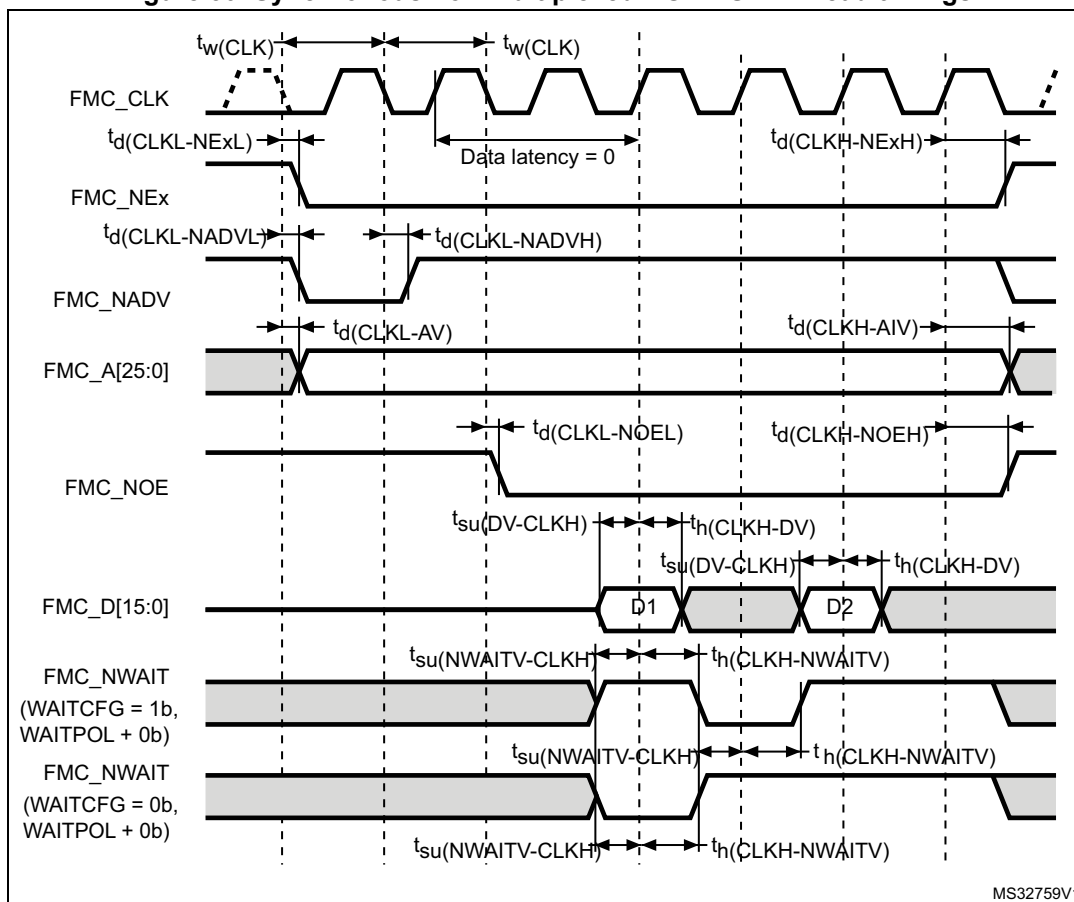 tw(CLK) tw(CLK)
FMC_CLK
td(CLKL-NExL) Data latency = 0 td(CLKH-NExH)
FMC_NEx
td(CLKL-NADVL) td(CLKL-NADVH)
FMC_NADV
td(CLKL-AV) td(CLKH-AIV)
FMC_A[25:0]
td(CLKL-NOEL) td(CLKH-NOEH)
FMC_NOE
tsu(DV-CLKH) th(CLKH-DV)
tsu(DV-CLKH) th(CLKH-DV)
FMC_D[15:0] D1 D2
tsu(NWAITV-CLKH) th(CLKH-NWAITV)
FMC_NWAIT
(WAITCFG = 1b,
WAITPOL + 0b)
tsu(NWAITV-CLKH) th(CLKH-NWAITV)
FMC_NWAIT
(WAITCFG = 0b,
WAITPOL + 0b)
tsu(NWAITV-CLKH) th(CLKH-NWAITV)